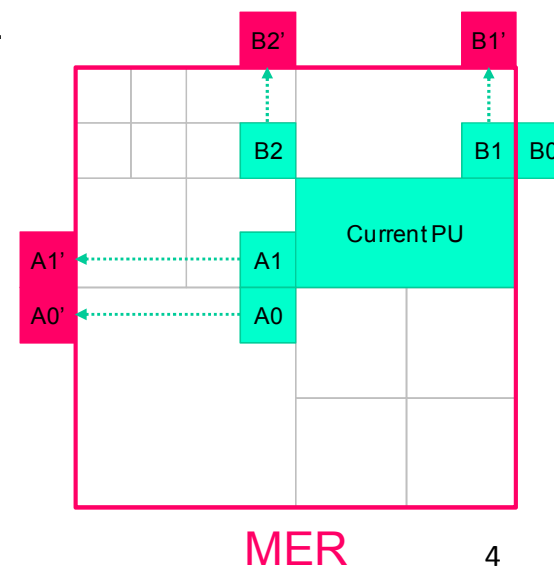 B2’ B1’
B2 B1 B0
Current PU
A1’ A1
A0’ A0
MER 4